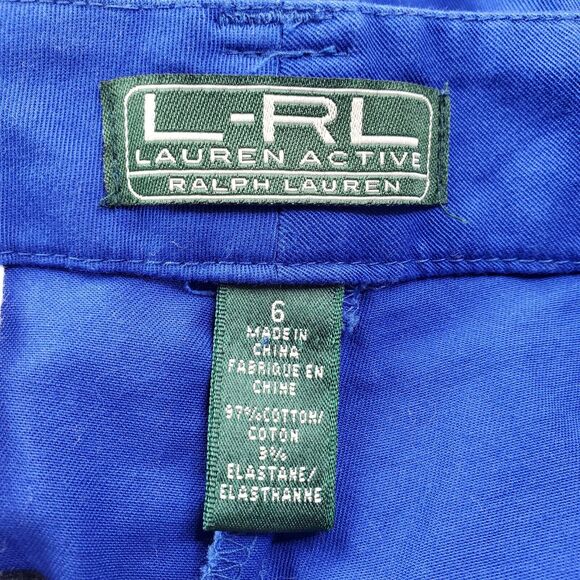 L-RL
LAUREN ACTIVE
RALPH LAUREN
6
MADE IN
CHINA
FABRIQUE EN
CHINE
97%COTTON/
COTON
3%
ELASTANE/
ELASTHANNE